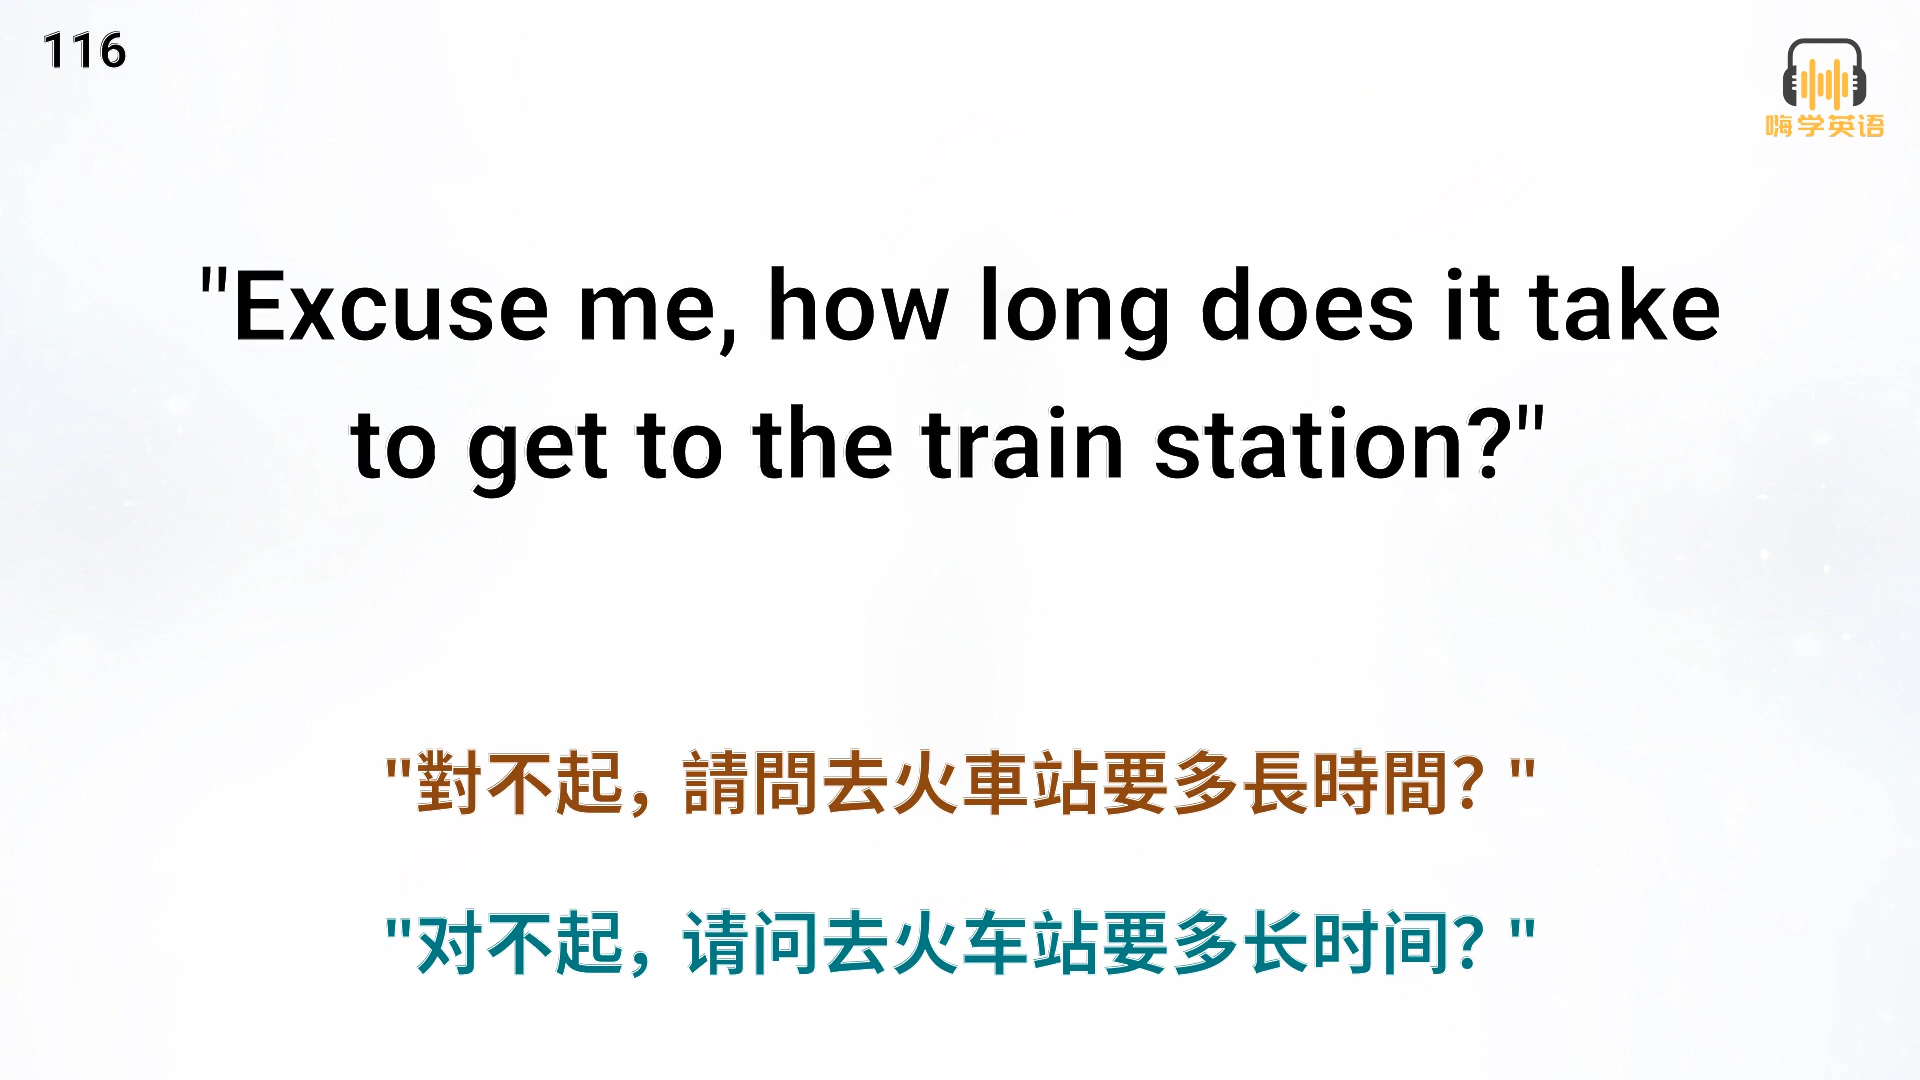 116
嗨学英语
"Excuse me, how long does it take
to get to the train station?"
"對不起，請問去火車站要多長時間？"
"对不起，请问去火车站要多长时间？"